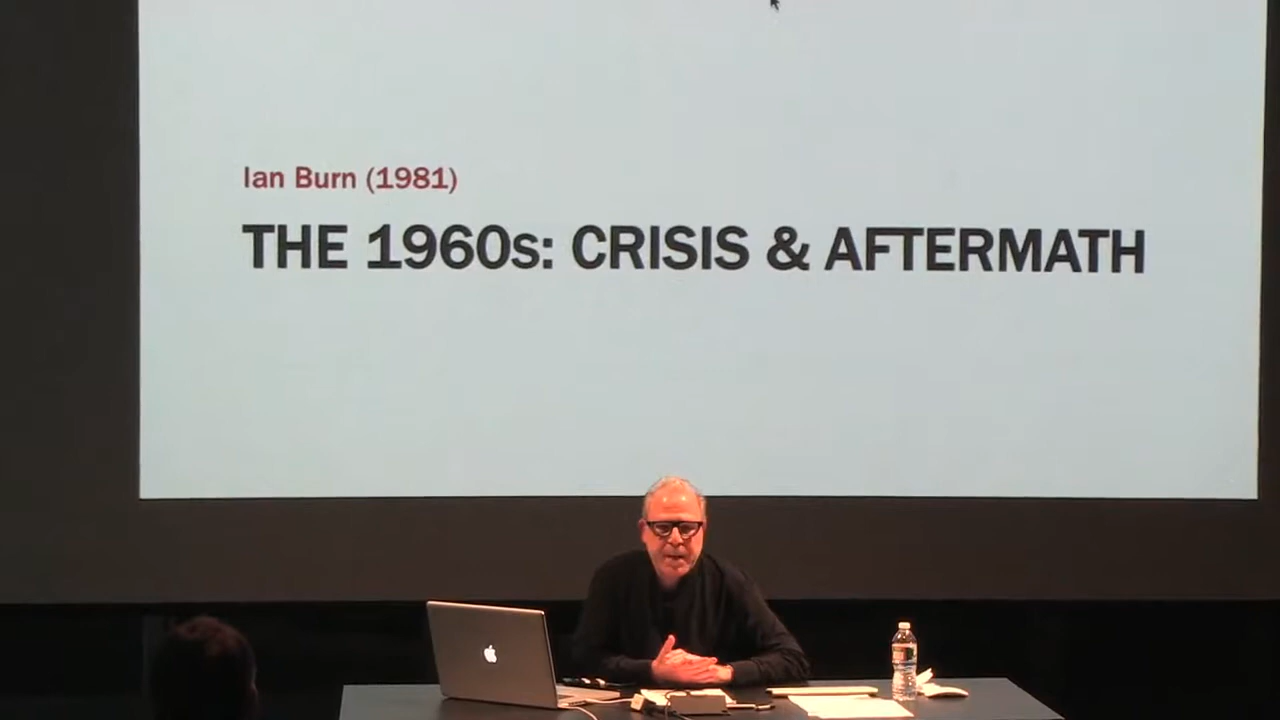 Ian Burn (1981)
THE 1960s: CRISIS & AFTERMATH